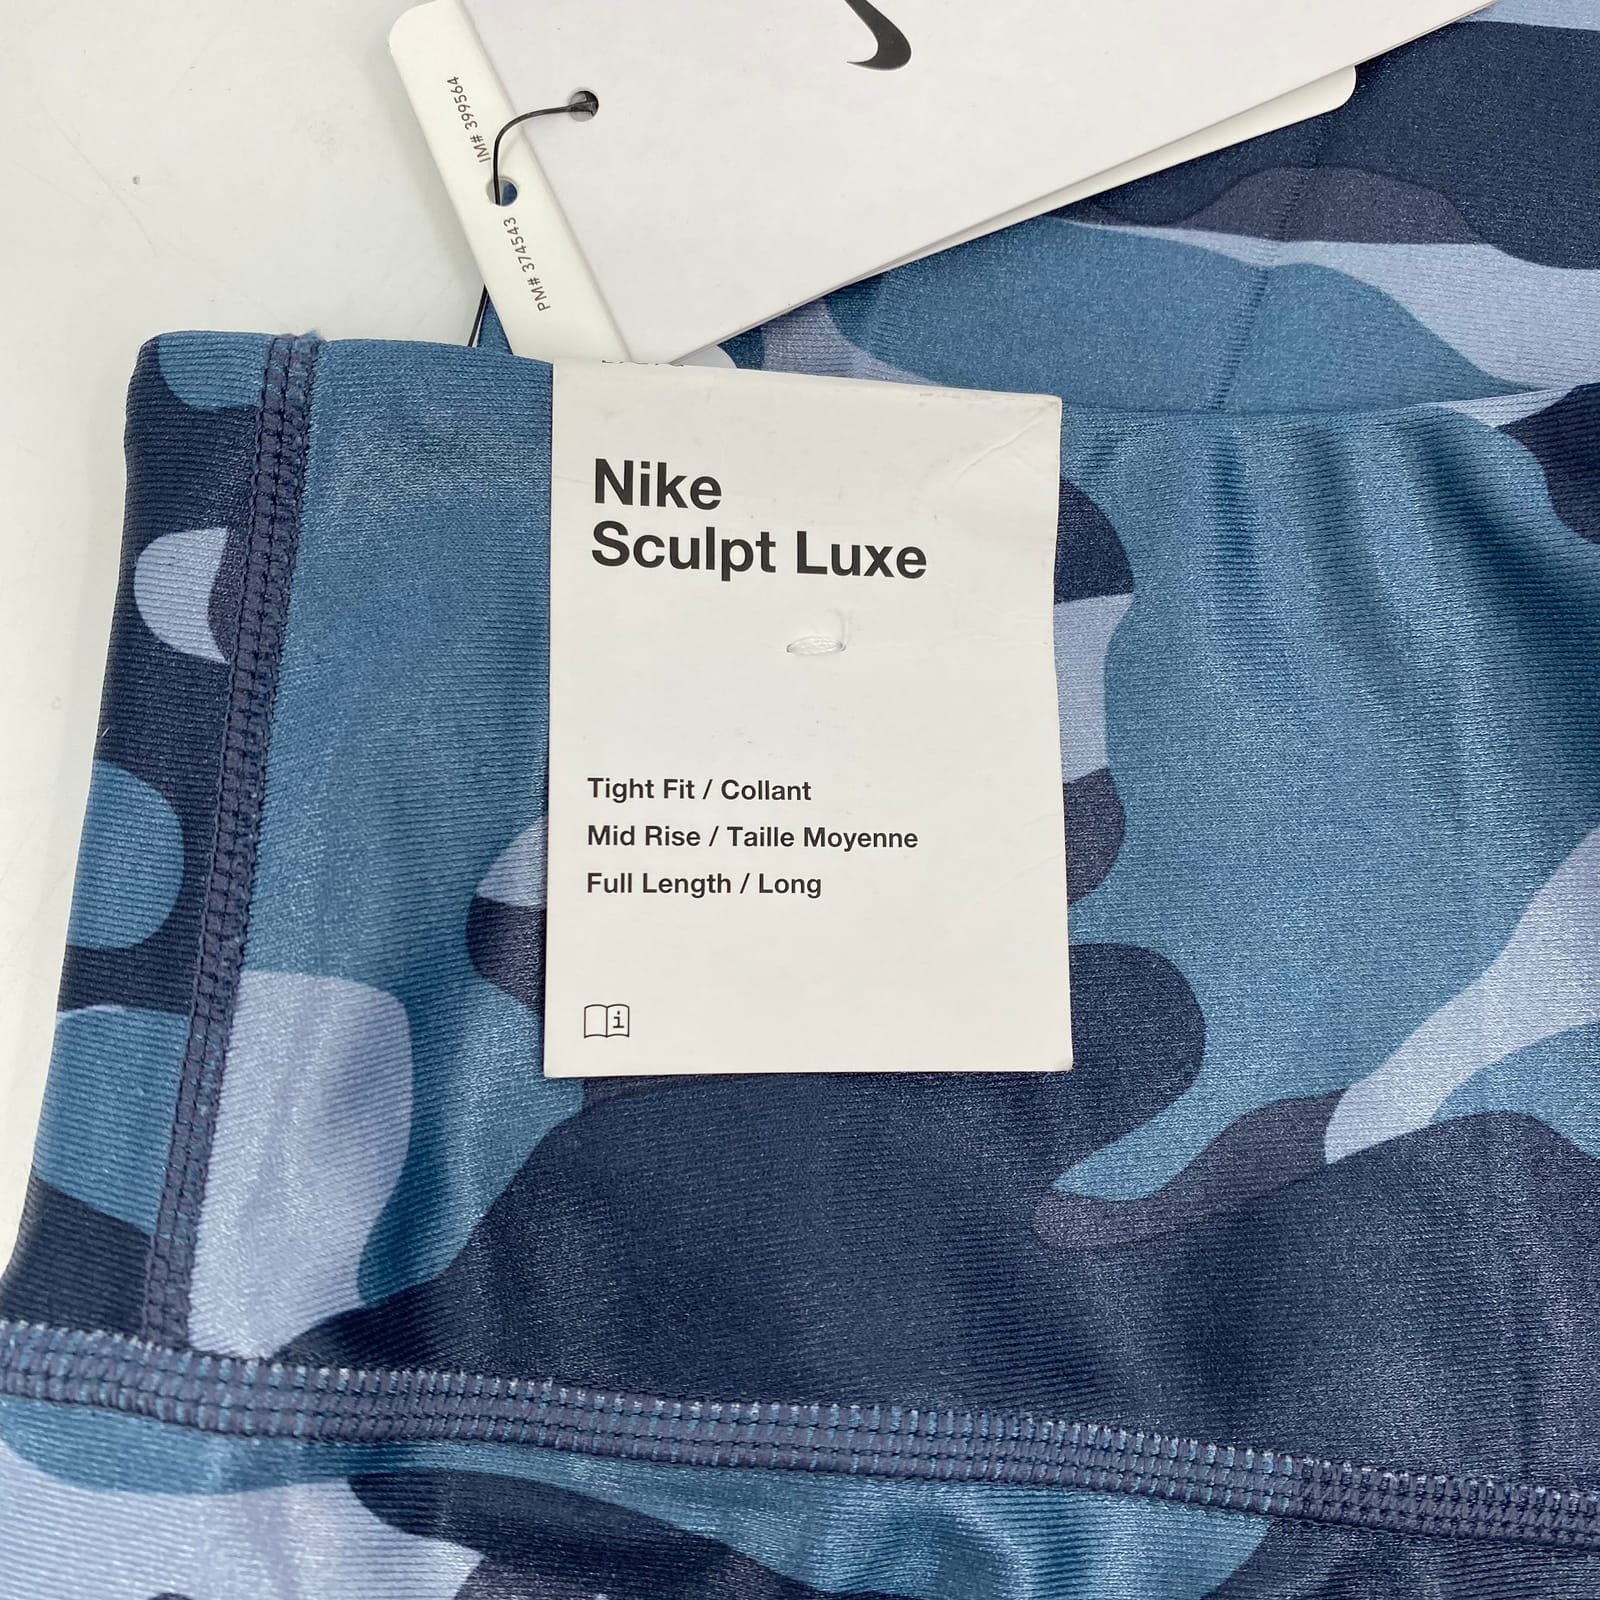 IM# 399564
PM# 374543
Nike
Sculpt Luxe
Tight Fit / Collant
Mid Rise / Taille Moyenne
Full Length / Long
i